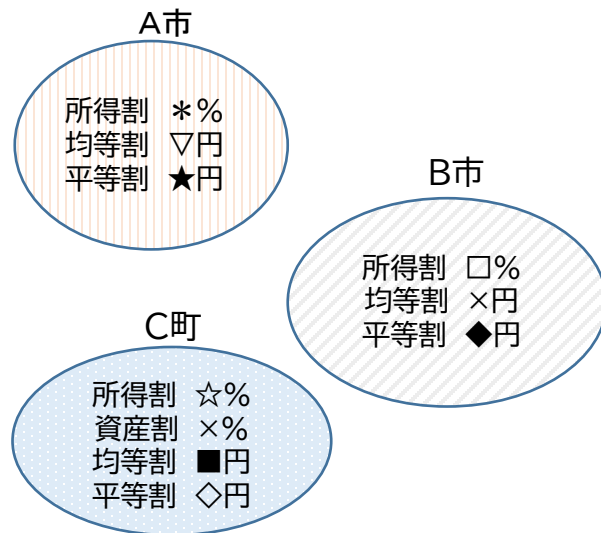 A市
所得割 ＊%
均等割 ▽円
平等割 ★円
B市
所得割 □%
均等割 ×円
平等割 ◆円
C町
所得割 ☆%
資産割 ×%
均等割 ■円
平等割 ◇円